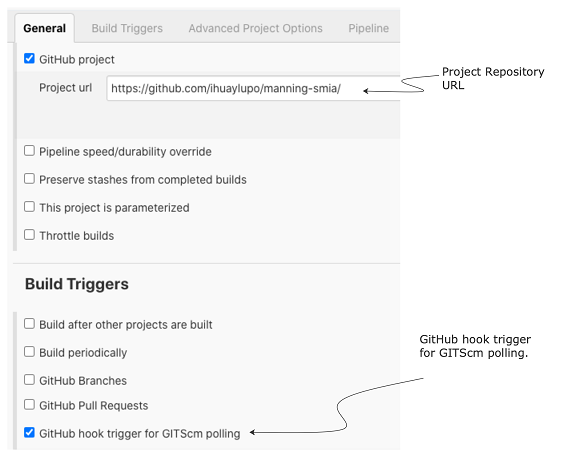 General Build Triggers Advanced Project Options Pipeline
GitHub project
Project url https://github.com/ihuaylupo/manning-smia/
Project Repository
URL
Pipeline speed/durability override
Preserve stashes from completed builds
This project is parameterized
Throttle builds
Build Triggers
Build after other projects are built
Build periodically
GitHub Branches
GitHub Pull Requests
GitHub hook trigger for GITScm polling
GitHub hook trigger
for GITScm polling.